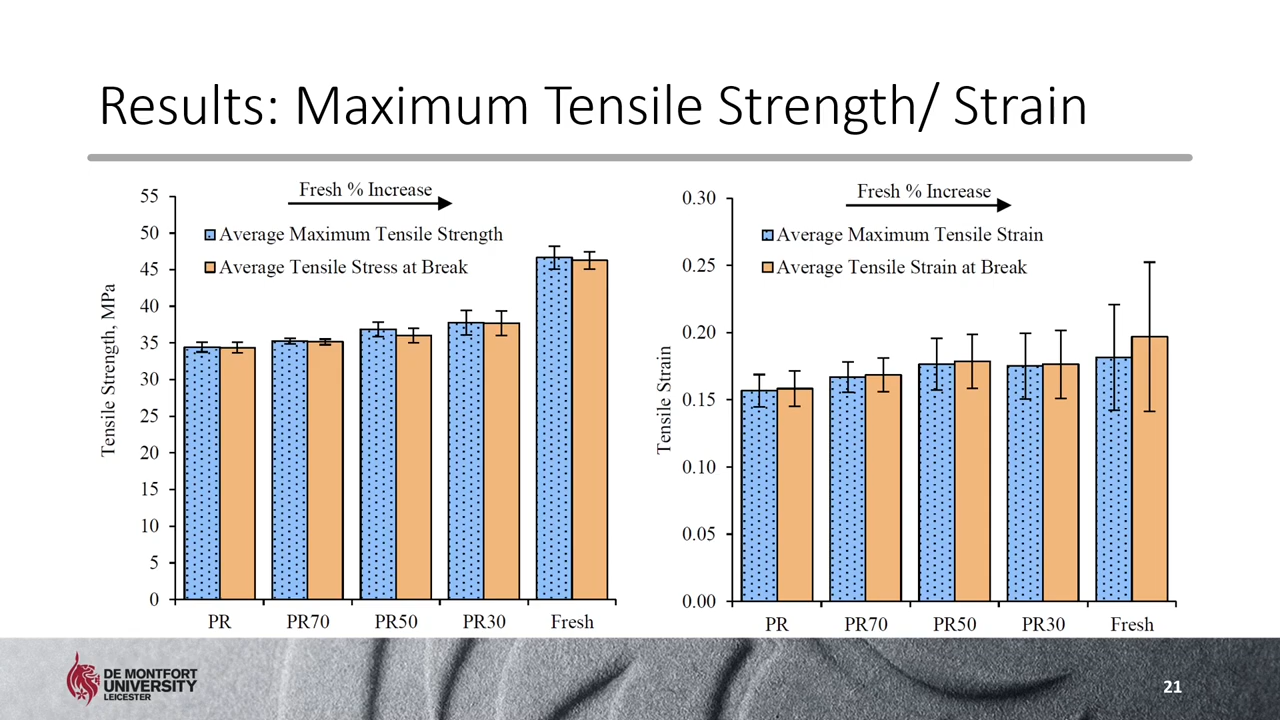 Results: Maximum Tensile Strength/ Strain
Fresh % Increase
Average Maximum Tensile Strength
Average Tensile Stress at Break
Tensile Strength, MPa
55
50
45
40
35
30
25
20
15
10
5
0
PR PR70 PR50 PR30 Fresh
Fresh % Increase
Average Maximum Tensile Strain
Average Tensile Strain at Break
Tensile Strain
0.30
0.25
0.20
0.15
0.10
0.05
0.00
PR PR70 PR50 PR30 Fresh
DE MONTFORT
UNIVERSITY
LEICESTER
21